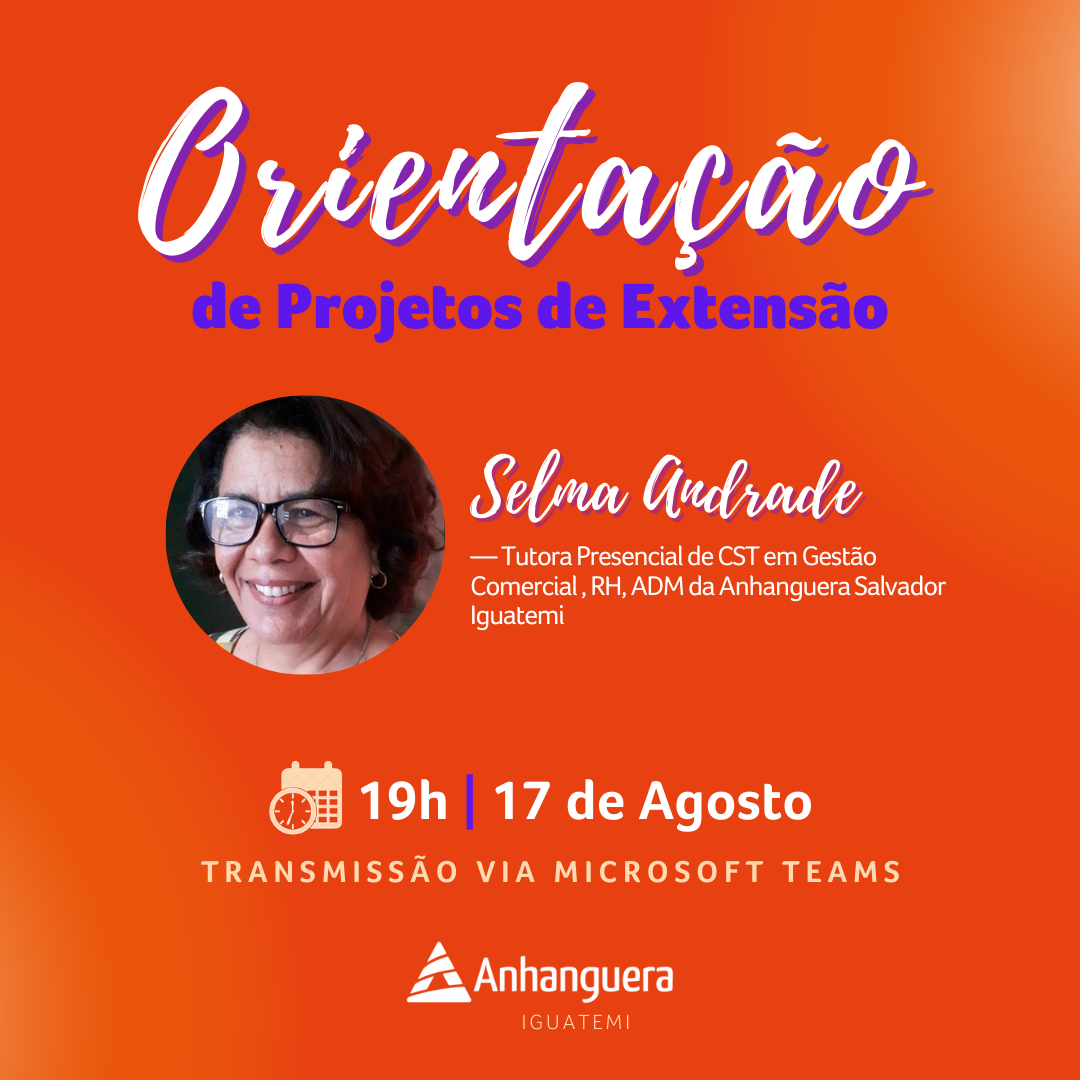 Orientação
de Projetos de Extensão
Selma Andrade
— Tutora Presencial de CST em Gestão
Comercial , RH, ADM da Anhanguera Salvador
Iguatemi
19h | 17 de Agosto
TRANSMISSÃO VIA MICROSOFT TEAMS
Anhanguera
IGUATEMI